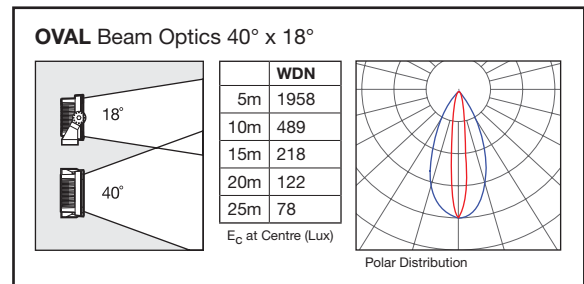 OVAL Beam Optics 40° x 18°
18°
40°
WDN
5m 1958
10m 489
15m 218
20m 122
25m 78
EC at Centre (Lux)
Polar Distribution